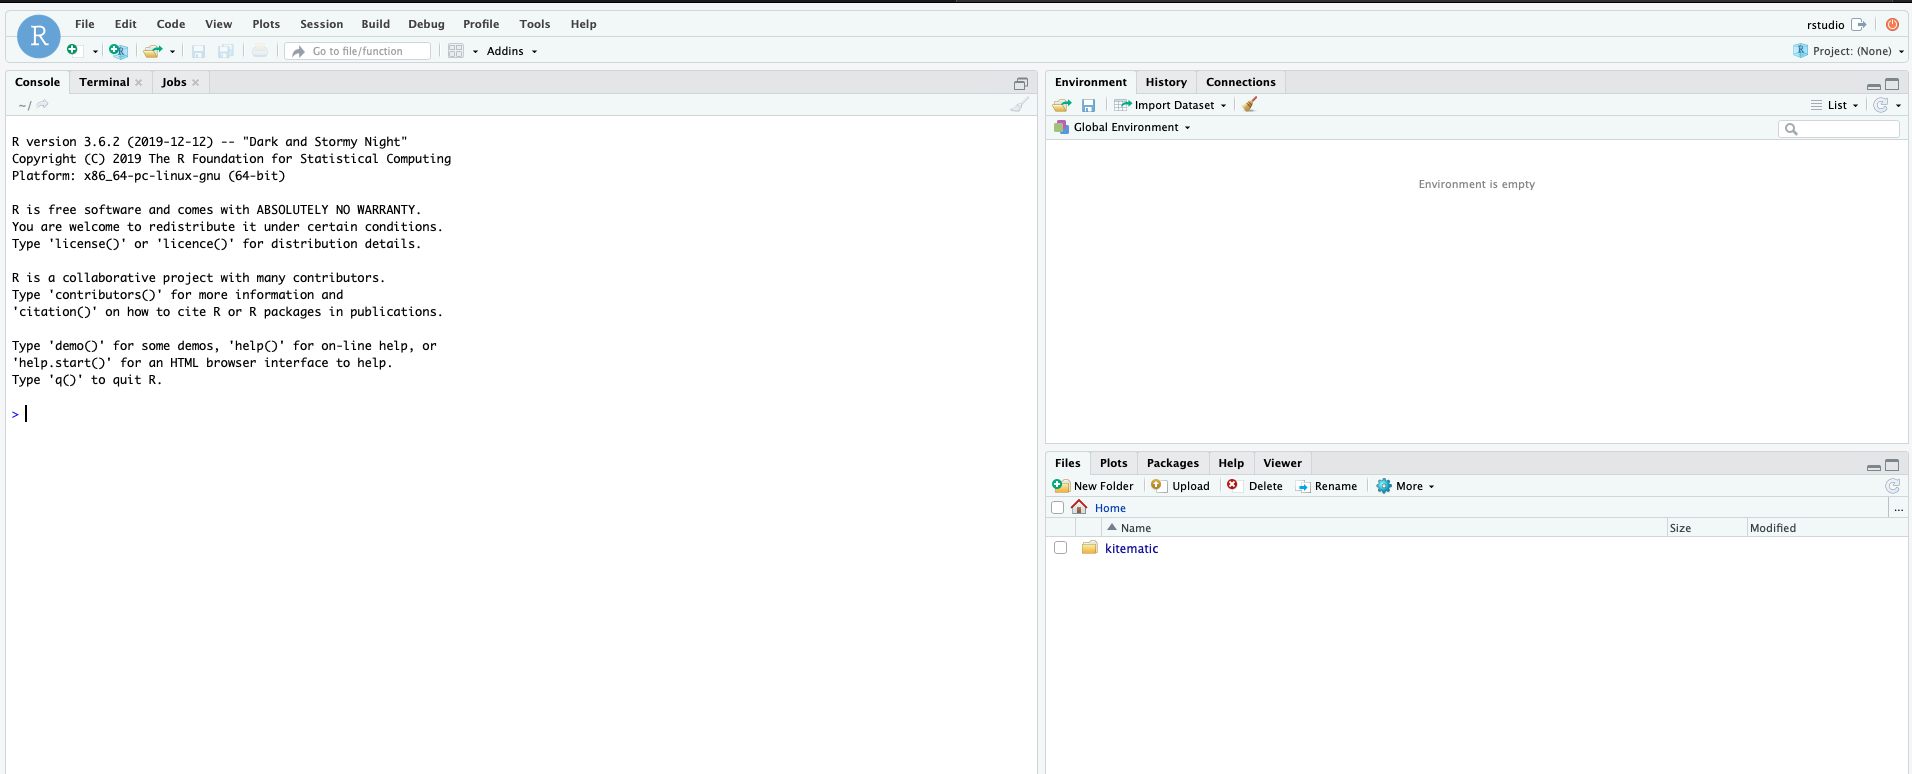 R
File Edit Code View Plots Session Build Debug Profile Tools Help
rstudio
Go to file/function
Addins
Project: (None)
Console Terminal Jobs
~/
R version 3.6.2 (2019-12-12) -- "Dark and Stormy Night"
Copyright (C) 2019 The R Foundation for Statistical Computing
Platform: x86_64-pc-linux-gnu (64-bit)
R is free software and comes with ABSOLUTELY NO WARRANTY.
You are welcome to redistribute it under certain conditions.
Type 'license()' or 'licence()' for distribution details.
R is a collaborative project with many contributors.
Type 'contributors()' for more information and
'citation()' on how to cite R or R packages in publications.
Type 'demo()' for some demos, 'help()' for on-line help, or
'help.start()' for an HTML browser interface to help.
Type 'q()' to quit R.
>
Environment History Connections
Import Dataset
List
Global Environment
Environment is empty
Files Plots Packages Help Viewer
New Folder Upload Delete Rename More
Home
...
Name Size Modified
kitematic